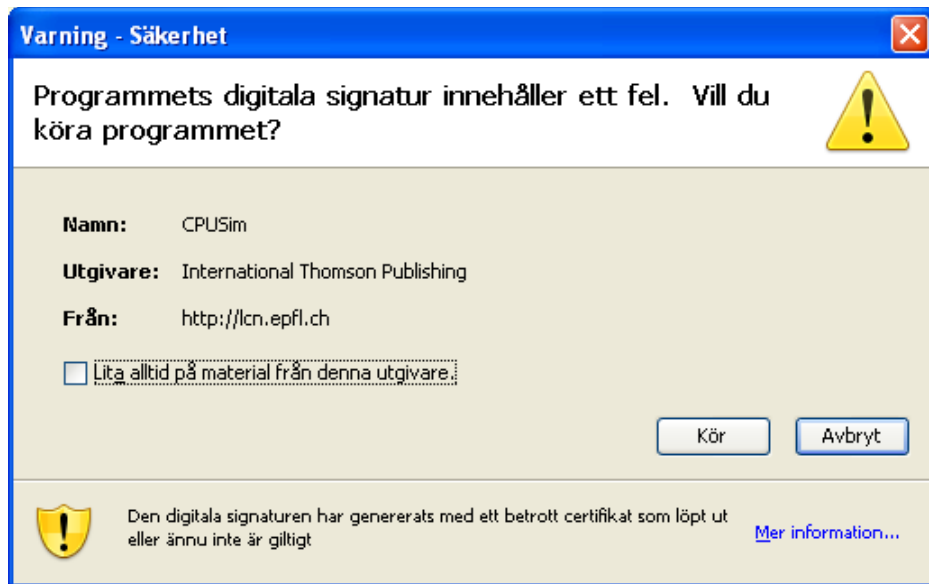 Varning - Säkerhet
Programmets digitala signatur innehåller ett fel. Vill du
köra programmet?
Namn: CPUSim
Utgivare: International Thomson Publishing
Från: http://lcn.epfl.ch
Lita alltid på material från denna utgivare.
Kör Avbryt
Den digitala signaturen har genererats med ett betrott certifikat som löpt ut
eller ännu inte är giltigt
Mer information...